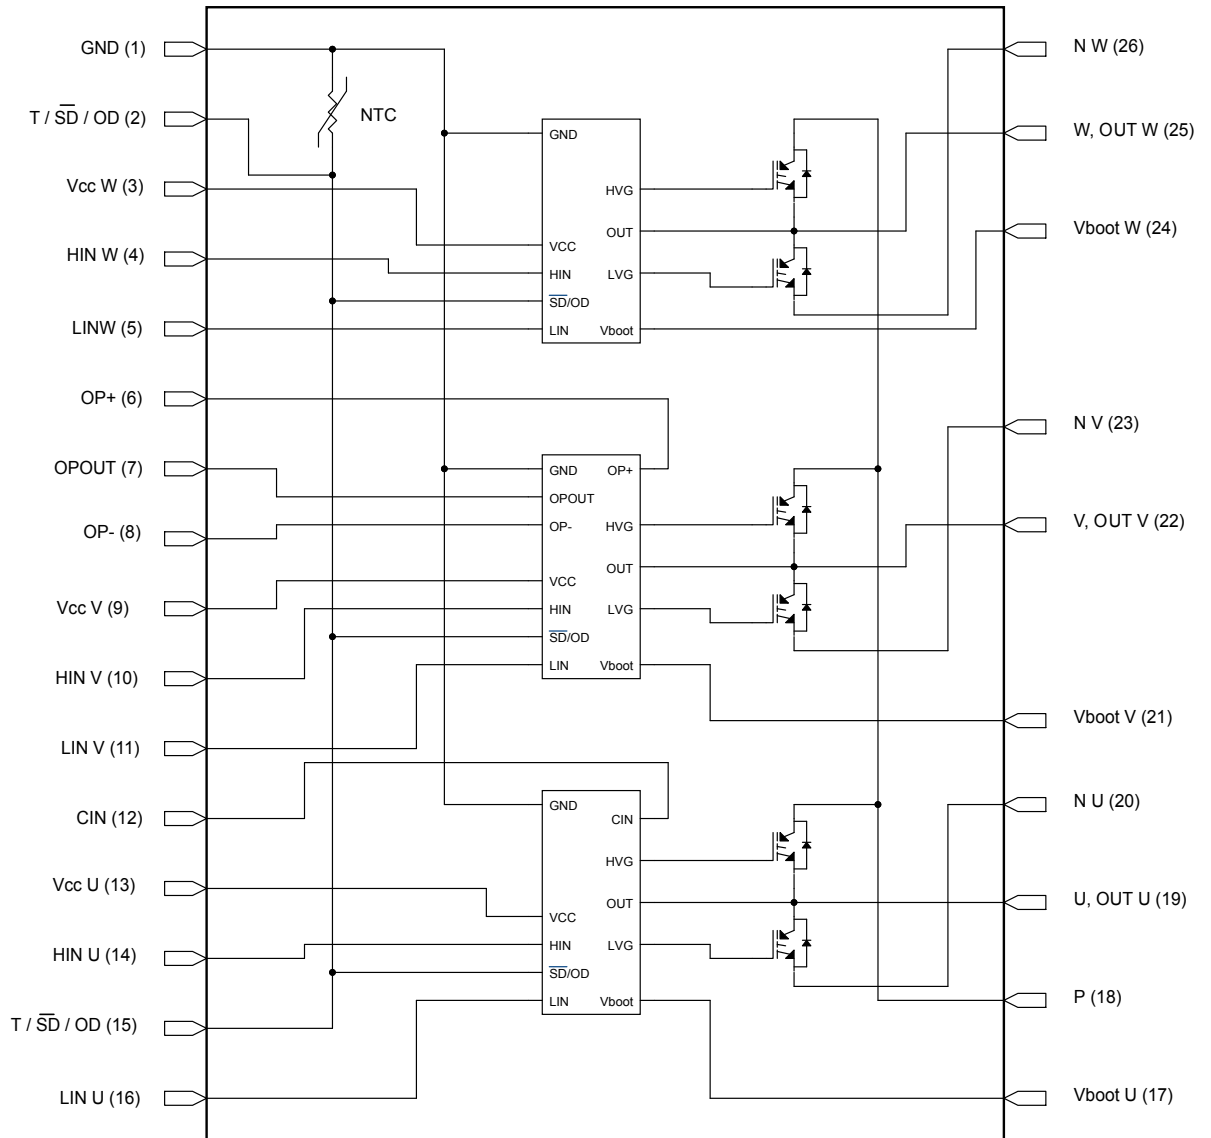 GND (1)
T / SD / OD (2)
Vcc W (3)
HIN W (4)
LINW (5)
OP+ (6)
OPOUT (7)
OP- (8)
Vcc V (9)
HIN V (10)
LIN V (11)
CIN (12)
Vcc U (13)
HIN U (14)
T / SD / OD (15)
LIN U (16)
NTC
GND
HVG
OUT
VCC
HIN
LVG
SD/OD
LIN
Vboot
GND
OP+
OPOUT
OP-
HVG
OUT
VCC
HIN
LVG
SD/OD
LIN
Vboot
GND
CIN
HVG
OUT
VCC
HIN
LVG
SD/OD
LIN
Vboot
N W (26)
W, OUT W (25)
Vboot W (24)
N V (23)
V, OUT V (22)
Vboot V (21)
N U (20)
U, OUT U (19)
P (18)
Vboot U (17)